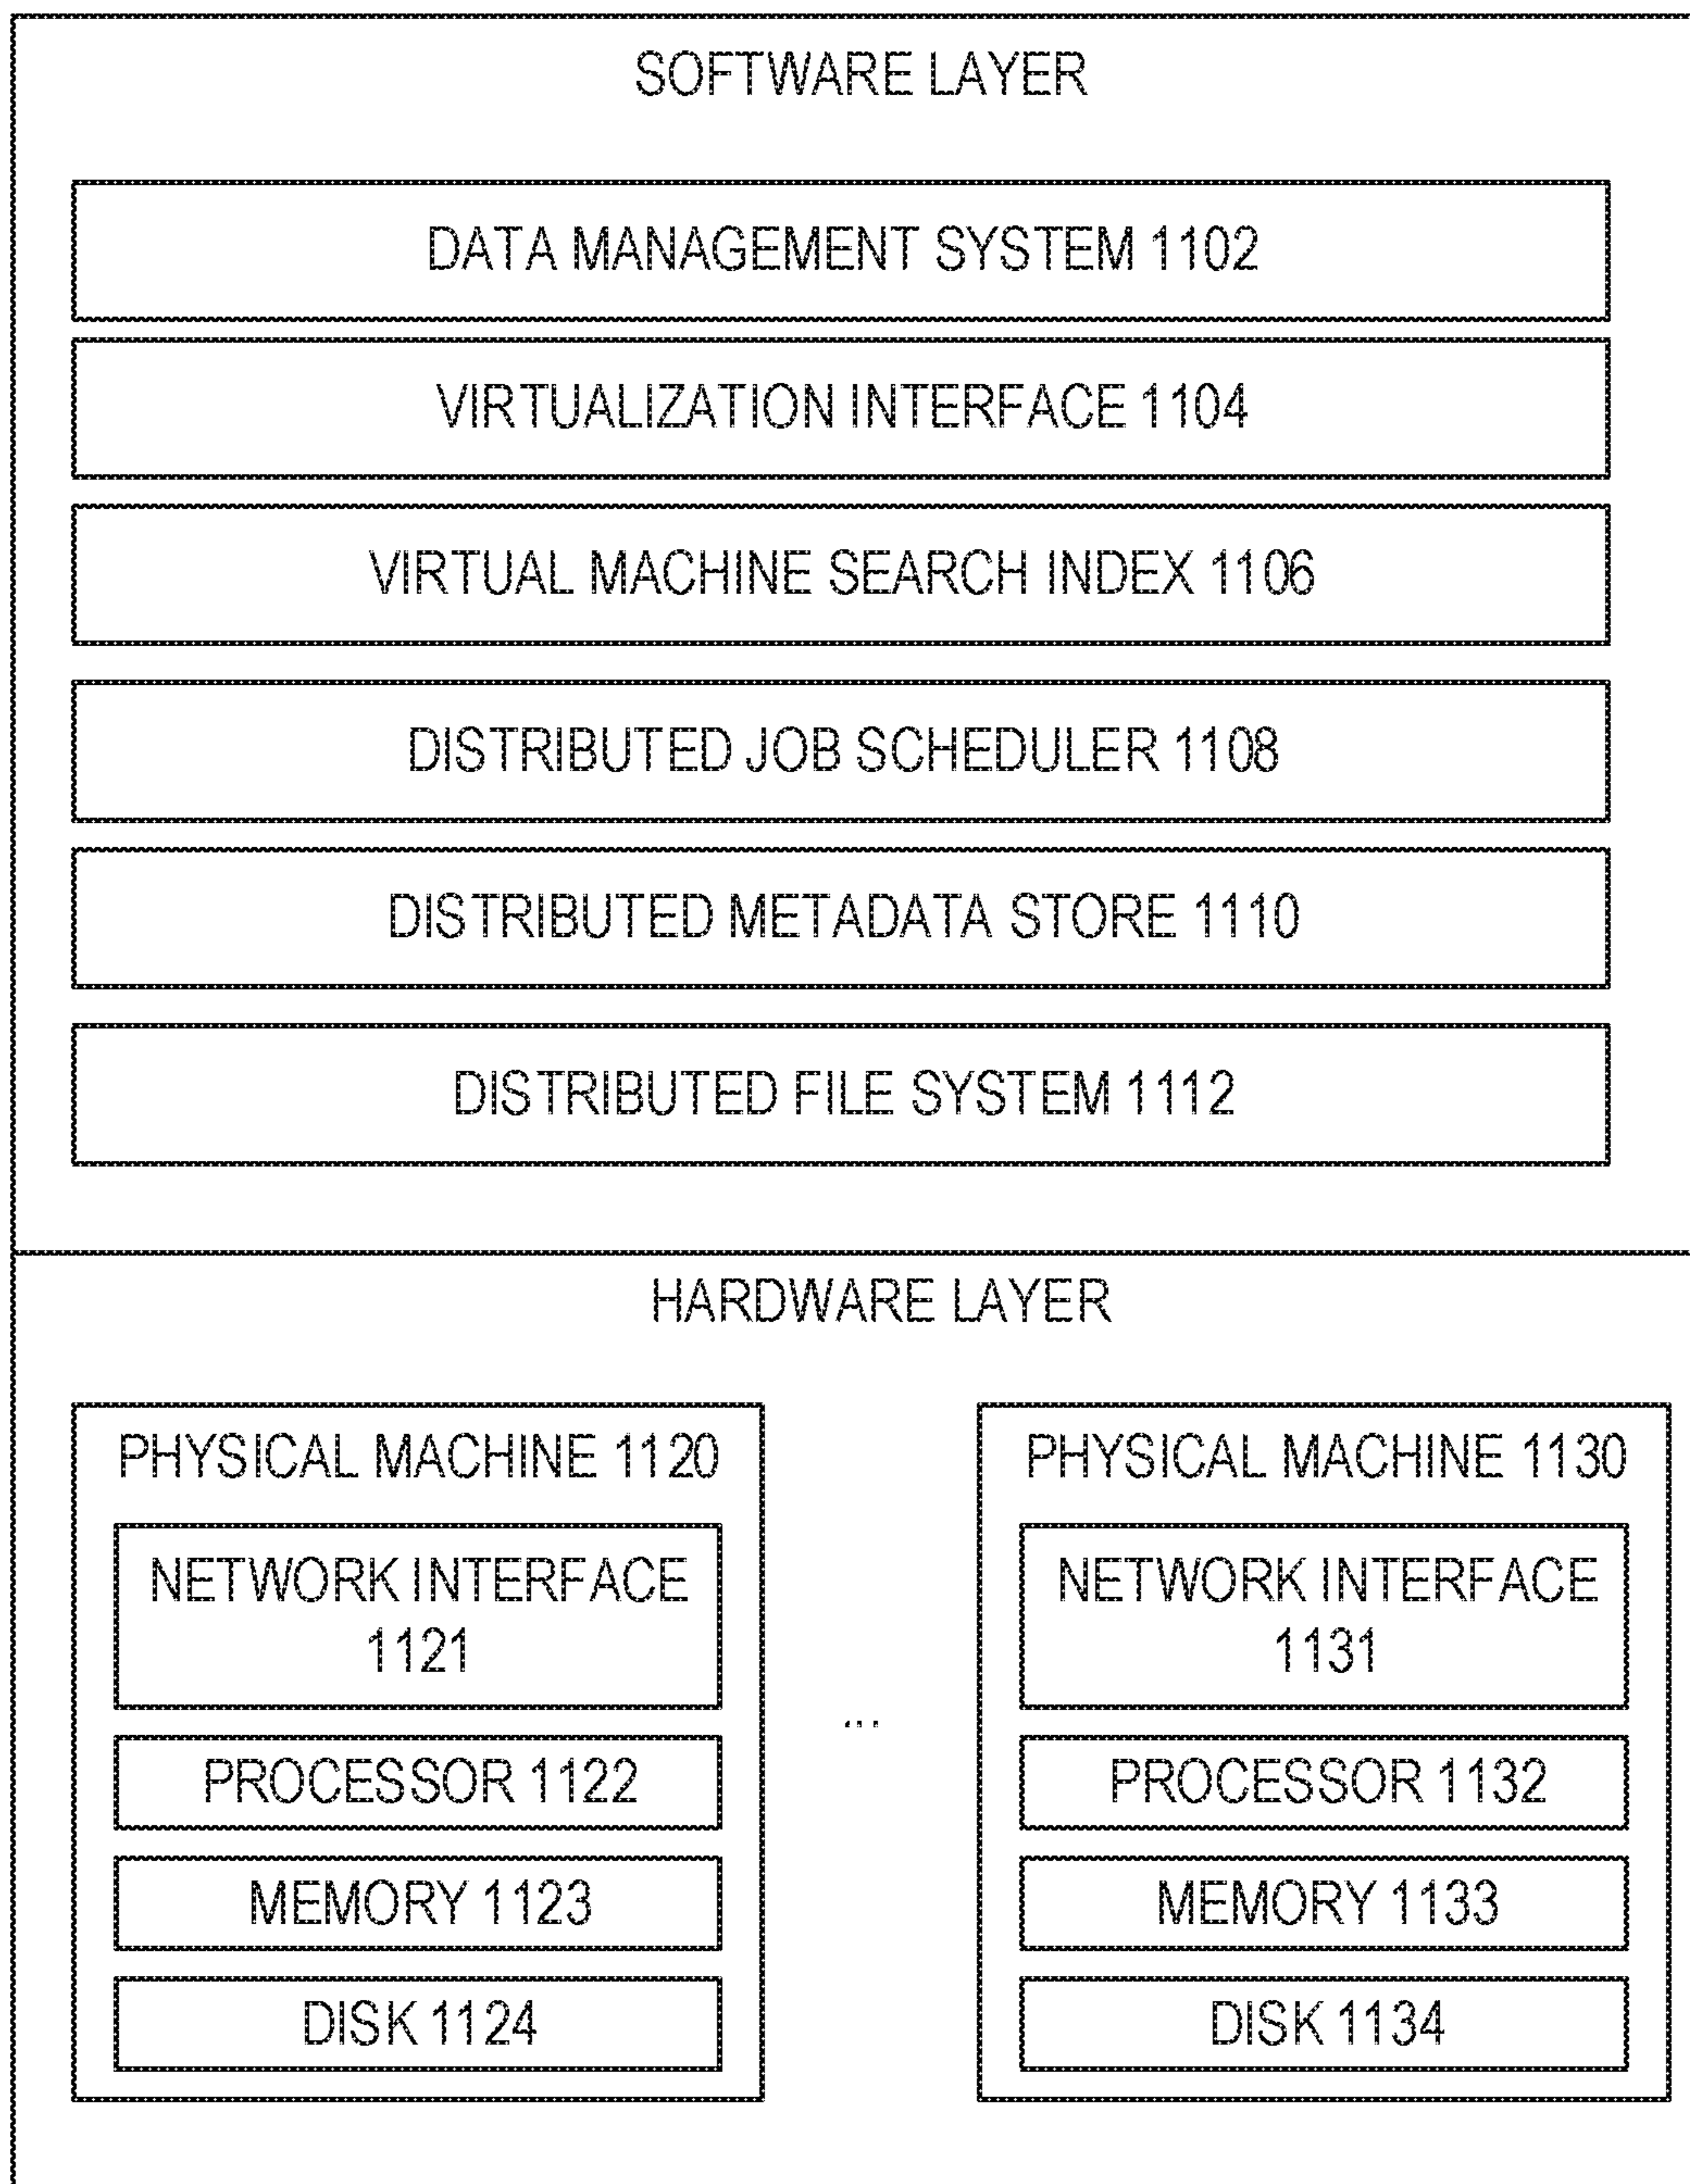 SOFTWARE LAYER
DATA MANAGEMENT SYSTEM 1102
VIRTUALIZATION INTERFACE 1104
VIRTUAL MACHINE SEARCH INDEX 1106
DISTRIBUTED JOB SCHEDULER 1108
DISTRIBUTED METADATA STORE 1110
DISTRIBUTED FILE SYSTEM 1112
HARDWARE LAYER
PHYSICAL MACHINE 1120
NETWORK INTERFACE
1121
PROCESSOR 1122
MEMORY 1123
DISK 1124
...
PHYSICAL MACHINE 1130
NETWORK INTERFACE
1131
PROCESSOR 1132
MEMORY 1133
DISK 1134